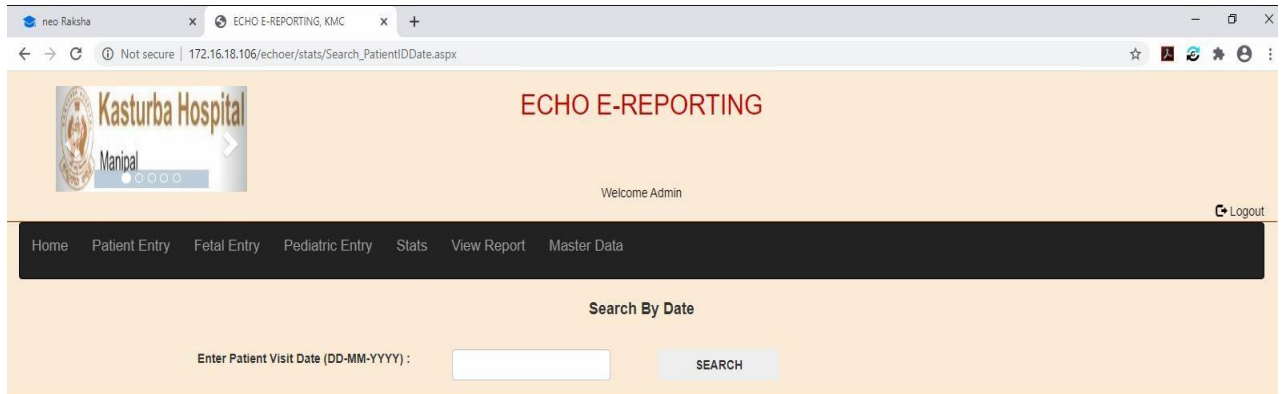 neo Raksha
ECHO E-REPORTING, KMC
Not secure | 172.16.18.106/echoer/stats/Search_PatientIDDate.aspx
Kasturba Hospital
Manipal
ECHO E-REPORTING
Welcome Admin
Logout
Home Patient Entry Fetal Entry Pediatric Entry Stats View Report Master Data
Search By Date
Enter Patient Visit Date (DD-MM-YYYY) :
SEARCH